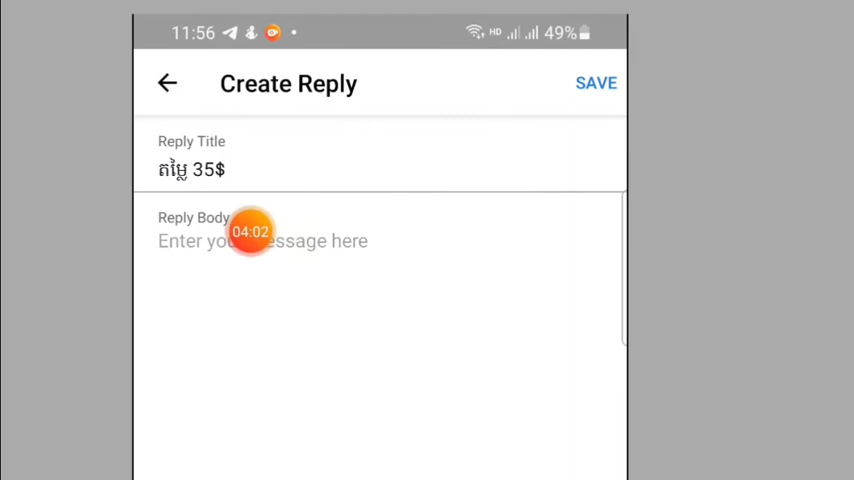 11:56 HD 49%
Create Reply SAVE
Reply Title
តម្លៃ 35$
Reply Body
04:02
Enter yo essage here